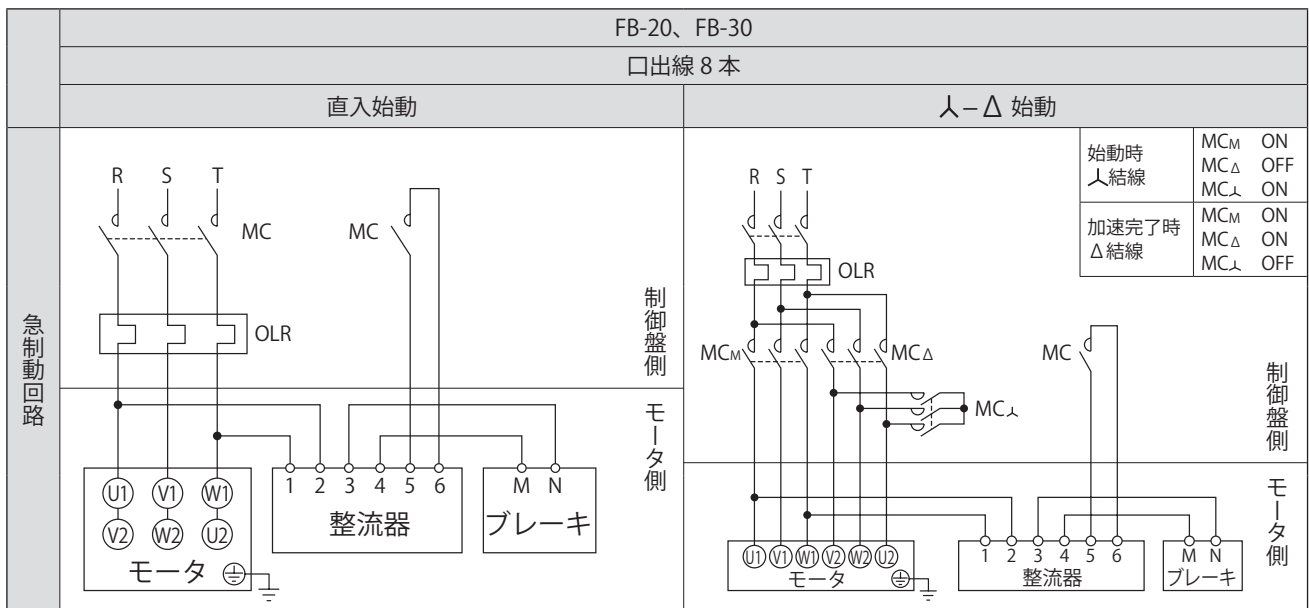 FB-20、FB-30
口出線 8 本
直入始動
人–Δ 始動
急制動回路
R S T
MC
MC
OLR
制御盤側
モータ側
U1 V1 W1
V2 W2 U2
モータ
1 2 3 4 5 6
整流器
M N
ブレーキ
始動時
人結線
MCM ON
MCΔ OFF
MC人 ON
加速完了時
Δ結線
MCM ON
MCΔ ON
MC人 OFF
R S T
OLR
MCM
MCΔ
MC
MC人
制御盤側
モータ側
U1 V1 W1 V2 W2 U2
モータ
1 2 3 4 5 6
整流器
M N
ブレーキ